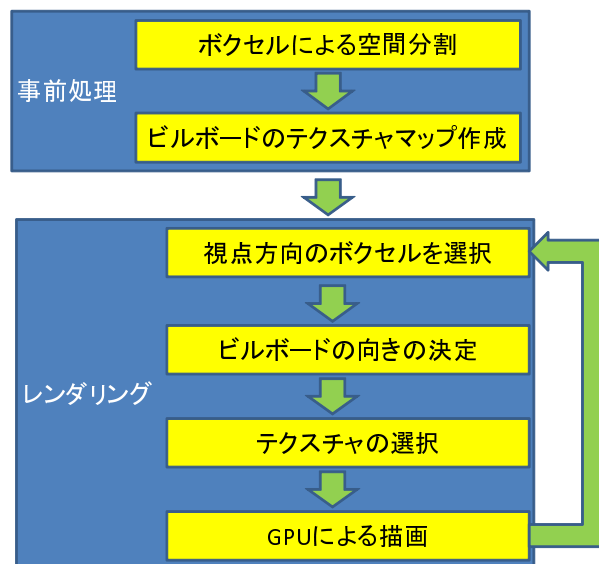 事前処理
ボクセルによる空間分割
ビルボードのテクスチャマップ作成
レンダリング
視点方向のボクセルを選択
ビルボードの向きの決定
テクスチャの選択
GPUによる描画